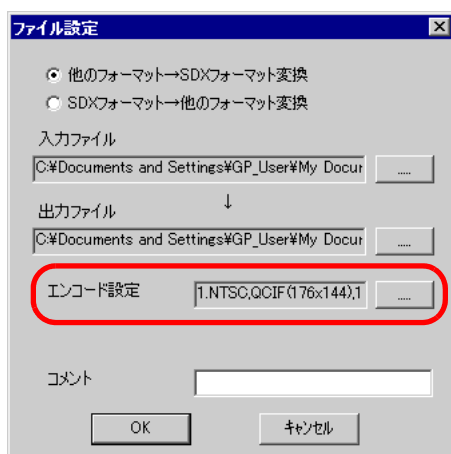 ファイル設定
他のフォーマット→SDXフォーマット変換
SDXフォーマット→他のフォーマット変換
入力ファイル
C:¥Documents and Settings¥GP_User¥My Docur .....
↓
出力ファイル
C:¥Documents and Settings¥GP_User¥My Docur .....
エンコード設定 1.NTSC,QCIF(176x144),1 .....
コメント
OK キャンセル